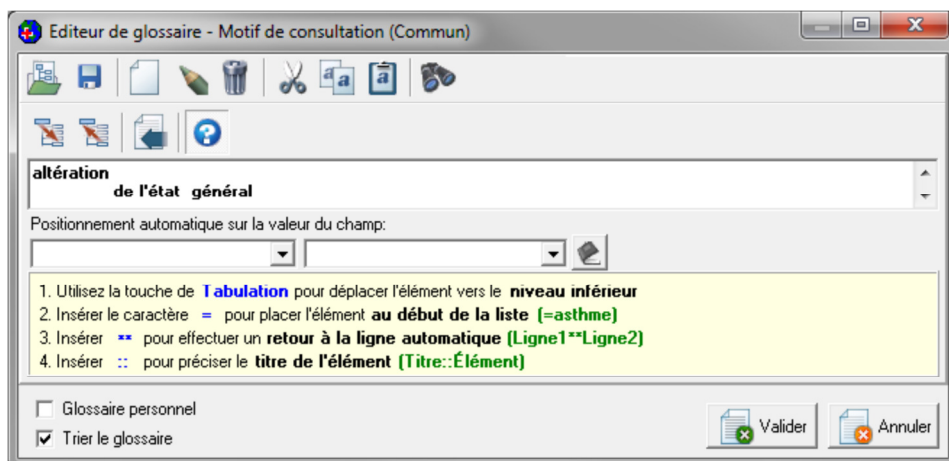 Editeur de glossaire - Motif de consultation (Commun)
altération
de l'état général
Positionnement automatique sur la valeur du champ:
1. Utilisez la touche de Tabulation pour déplacer l'élément vers le niveau inférieur
2. Insérer le caractère = pour placer l'élément au début de la liste (=asthme)
3. Insérer ** pour effectuer un retour à la ligne automatique (Ligne1**Ligne2)
4. Insérer :: pour préciser le titre de l'élément (Titre::Élément)
Glossaire personnel
Trier le glossaire
Valider
Annuler